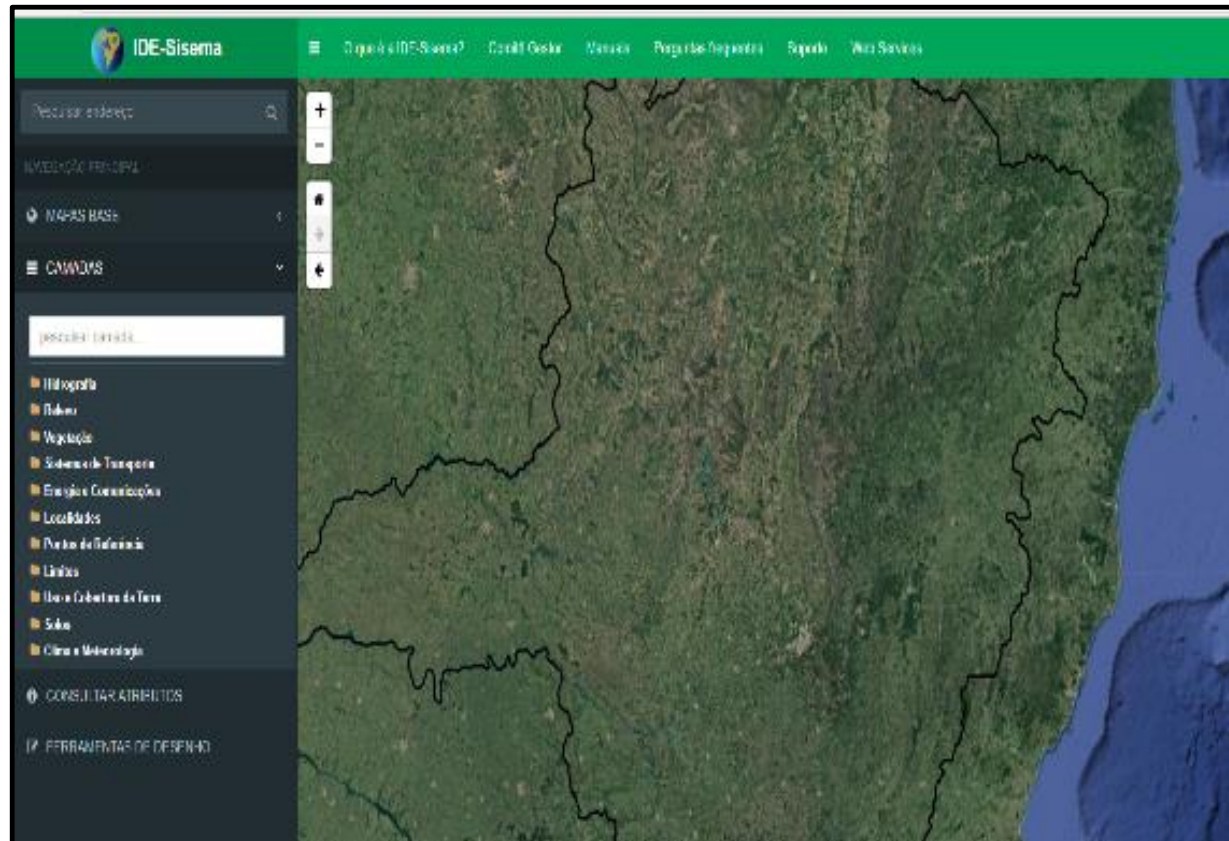 IDE-Sisema
O que é a IDE-Sisema? Comitê Gestor Manuais Perguntas frequentes Suporte Web Services
Pesquisar endereço
NAVEGAÇÃO PRINCIPAL
MAPAS BASE
CAMADAS
pesquisar camada...
Hidrografia
Relevo
Vegetação
Sistemas de Transporte
Energia e Comunicações
Localidades
Pontos de Referência
Limites
Uso e Cobertura da Terra
Solos
Clima e Meteorologia
CONSULTAR ATRIBUTOS
FERRAMENTAS DE DESENHO